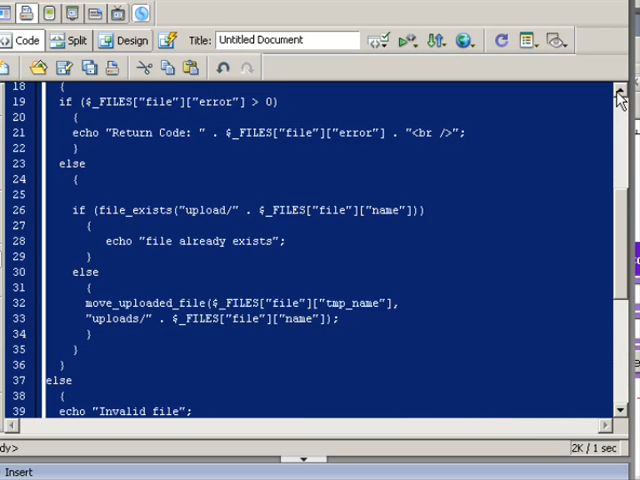 Code Split Design Title: Untitled Document
18 {
19 if ($_FILES["file"]["error"] > 0)
20 {
21 echo "Return Code: " . $_FILES["file"]["error"] . "<br />";
22 }
23 else
24 {
25
26 if (file_exists("upload/" . $_FILES["file"]["name"]))
27 {
28 echo "file already exists";
29 }
30 else
31 {
32 move_uploaded_file($_FILES["file"]["tmp_name"],
33 "uploads/" . $_FILES["file"]["name"]);
34 }
35 }
36 }
37 else
38 {
39 echo "Invalid file";
dy> 2K / 1 sec
Insert